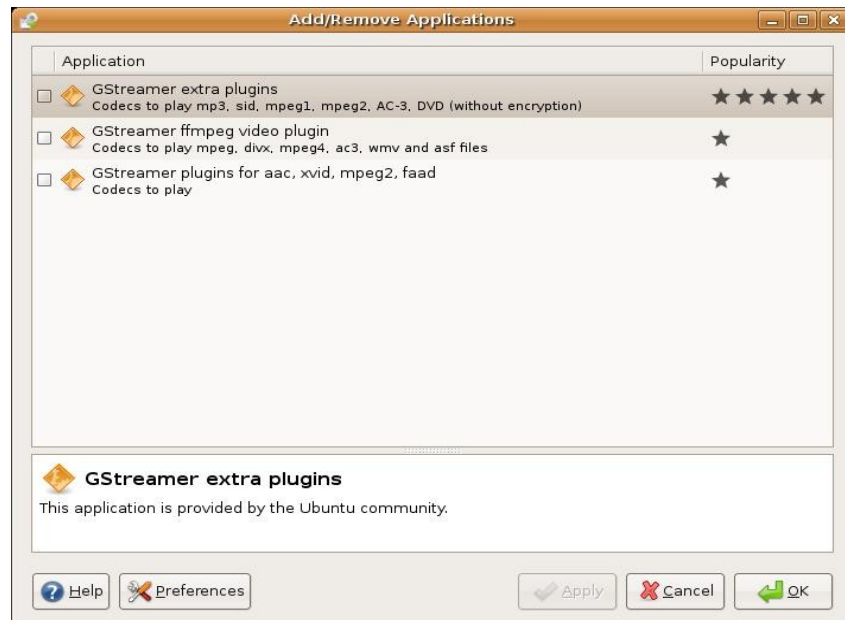 Add/Remove Applications
Application Popularity
GStreamer extra plugins
Codecs to play mp3, sid, mpeg1, mpeg2, AC-3, DVD (without encryption)
GStreamer ffmpeg video plugin
Codecs to play mpeg, divx, mpeg4, ac3, wmv and asf files
GStreamer plugins for aac, xvid, mpeg2, faad
Codecs to play
GStreamer extra plugins
This application is provided by the Ubuntu community.
Help Preferences Apply Cancel OK